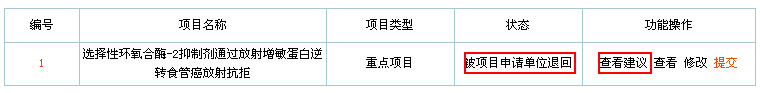 编号 项目名称 项目类型 状态 功能操作
选择性环氧合酶-2抑制剂通过放射增敏蛋白逆
1 重点项目 被项目申请单位退回 查看建议 查看 修改 提交
转食管癌放射抗拒